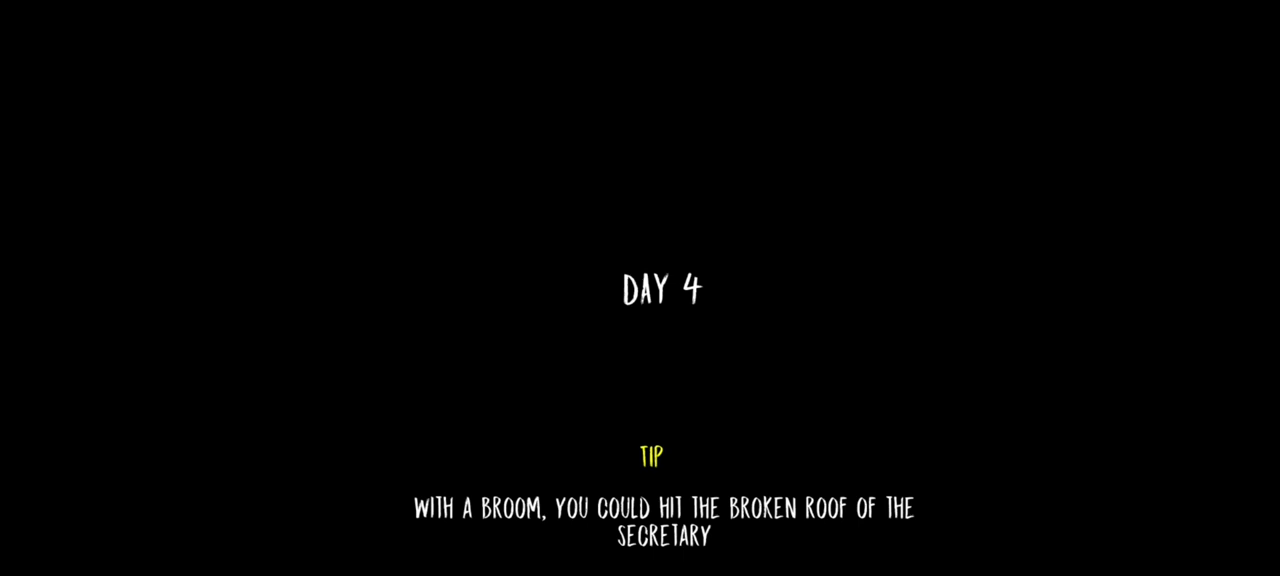 DAY 4
TIP
WITH A BROOM, YOU COULD HIT THE BROKEN ROOF OF THE
SECRETARY